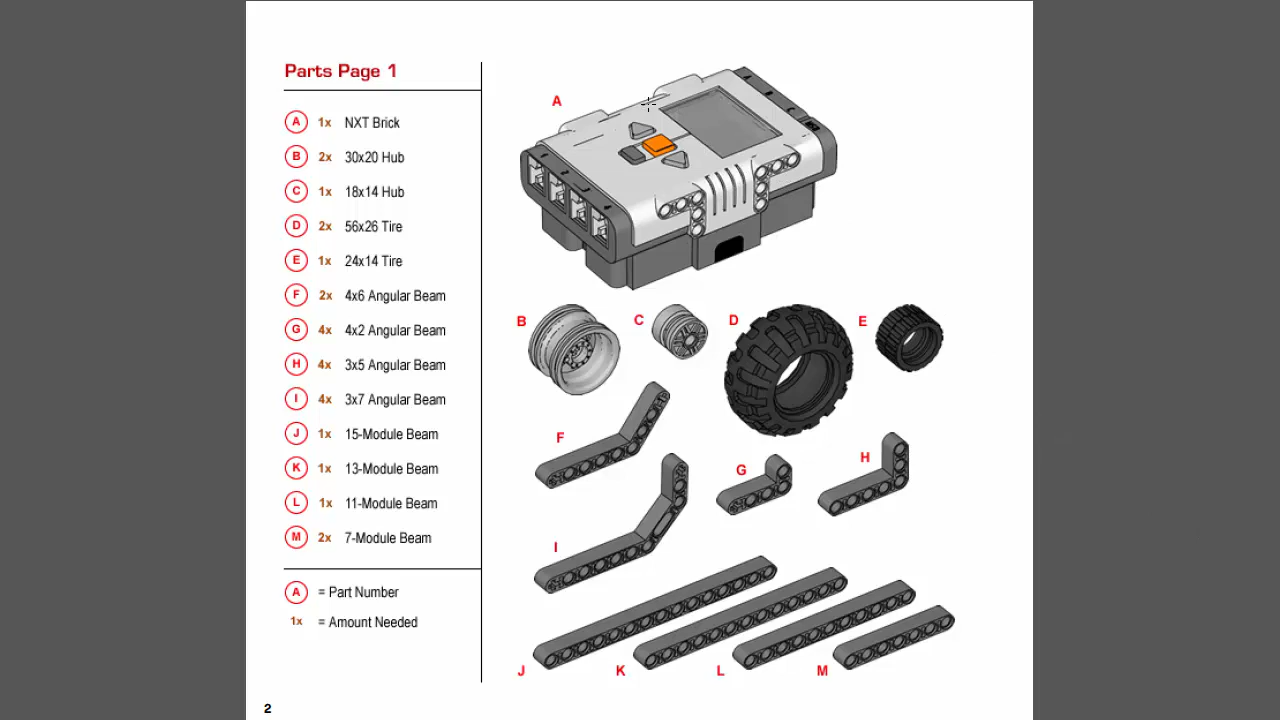 Parts Page 1
A 1x NXT Brick
B 2x 30x20 Hub
C 1x 18x14 Hub
D 2x 56x26 Tire
E 1x 24x14 Tire
F 2x 4x6 Angular Beam
G 4x 4x2 Angular Beam
H 4x 3x5 Angular Beam
I 4x 3x7 Angular Beam
J 1x 15-Module Beam
K 1x 13-Module Beam
L 1x 11-Module Beam
M 2x 7-Module Beam
A = Part Number
1x = Amount Needed
2
A
B
C
D
E
F
G
H
I
J
K
L
M